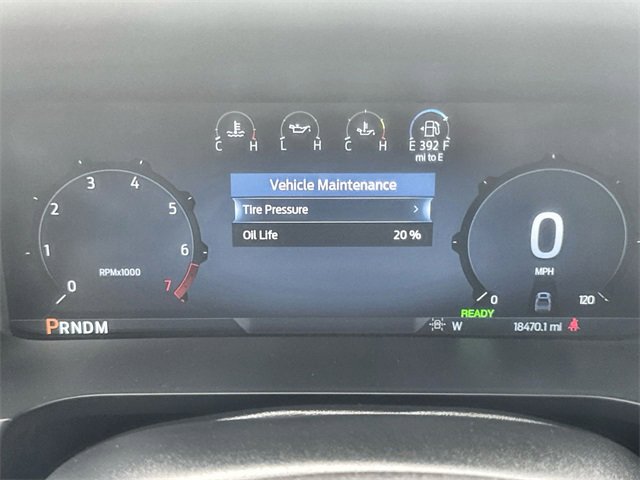 C H L H C H E 392 F
mi to E
Vehicle Maintenance
Tire Pressure >
Oil Life 20 %
0 1 2 3 4 5 6 7
RPMx1000
0
MPH
0 120
READY
PRNDM W 18470.1 mi